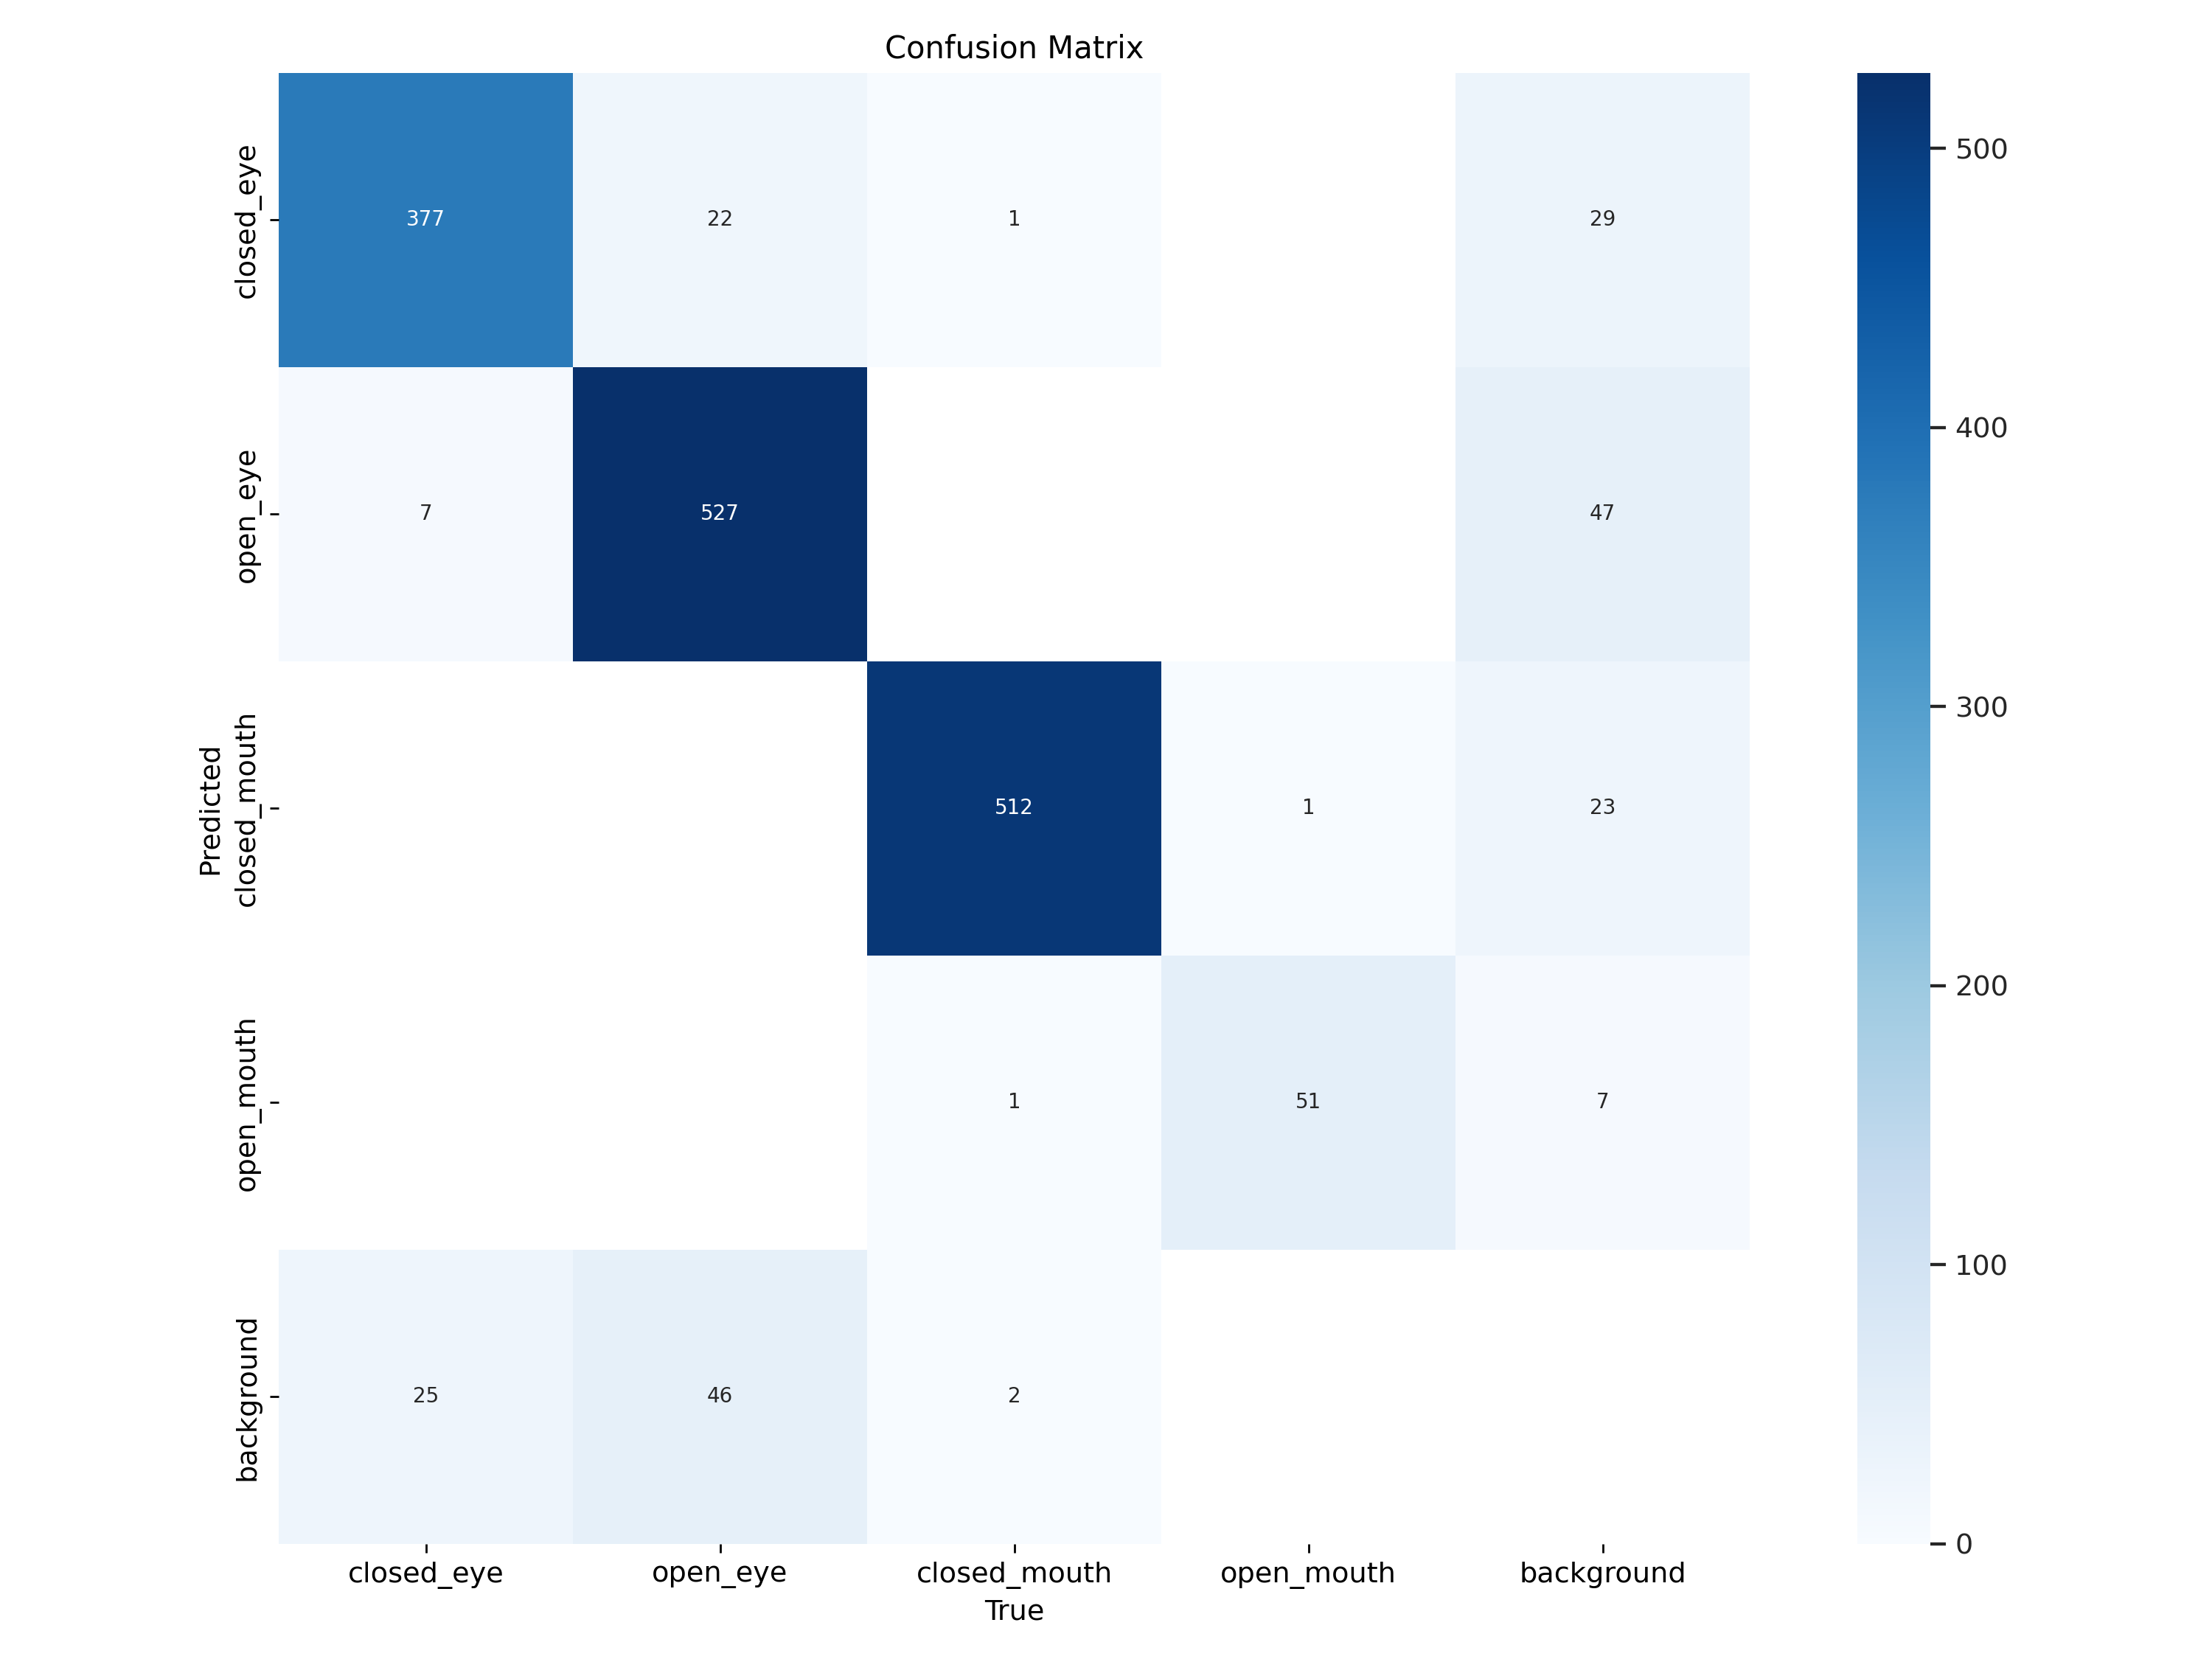 Confusion Matrix
closed_eye
377
22
1
29
500
open_eye
7
527
47
400
Predicted
closed_mouth
512
1
23
300
open_mouth
1
51
7
200
background
25
46
2
100
0
closed_eye
open_eye
closed_mouth
open_mouth
background
True